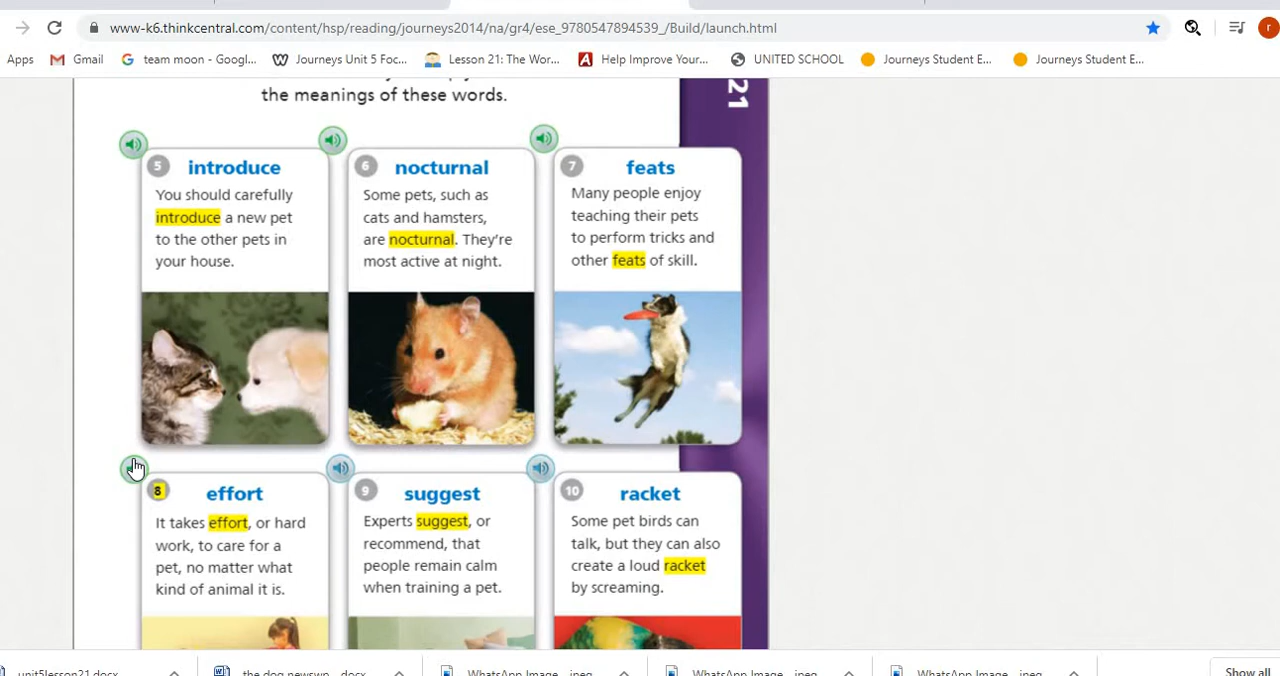 www-k6.thinkcentral.com/content/hsp/reading/journeys2014/na/gr4/ese_9780547894539_/Build/launch.html
Apps Gmail team moon - Googl... Journeys Unit 5 Foc... Lesson 21: The Wor... Help Improve Your... UNITED SCHOOL Journeys Student E... Journeys Student E...
the meanings of these words.
21
5 introduce
You should carefully
introduce a new pet
to the other pets in
your house.
6 nocturnal
Some pets, such as
cats and hamsters,
are nocturnal. They're
most active at night.
7 feats
Many people enjoy
teaching their pets
to perform tricks and
other feats of skill.
8 effort
It takes effort, or hard
work, to care for a
pet, no matter what
kind of animal it is.
9 suggest
Experts suggest, or
recommend, that
people remain calm
when training a pet.
10 racket
Some pet birds can
talk, but they can also
create a loud racket
by screaming.
unit5lesson21.docx the dog newswp...docx WhatsApp Image...jpeg WhatsApp Image...jpeg WhatsApp Image...jpeg Show all